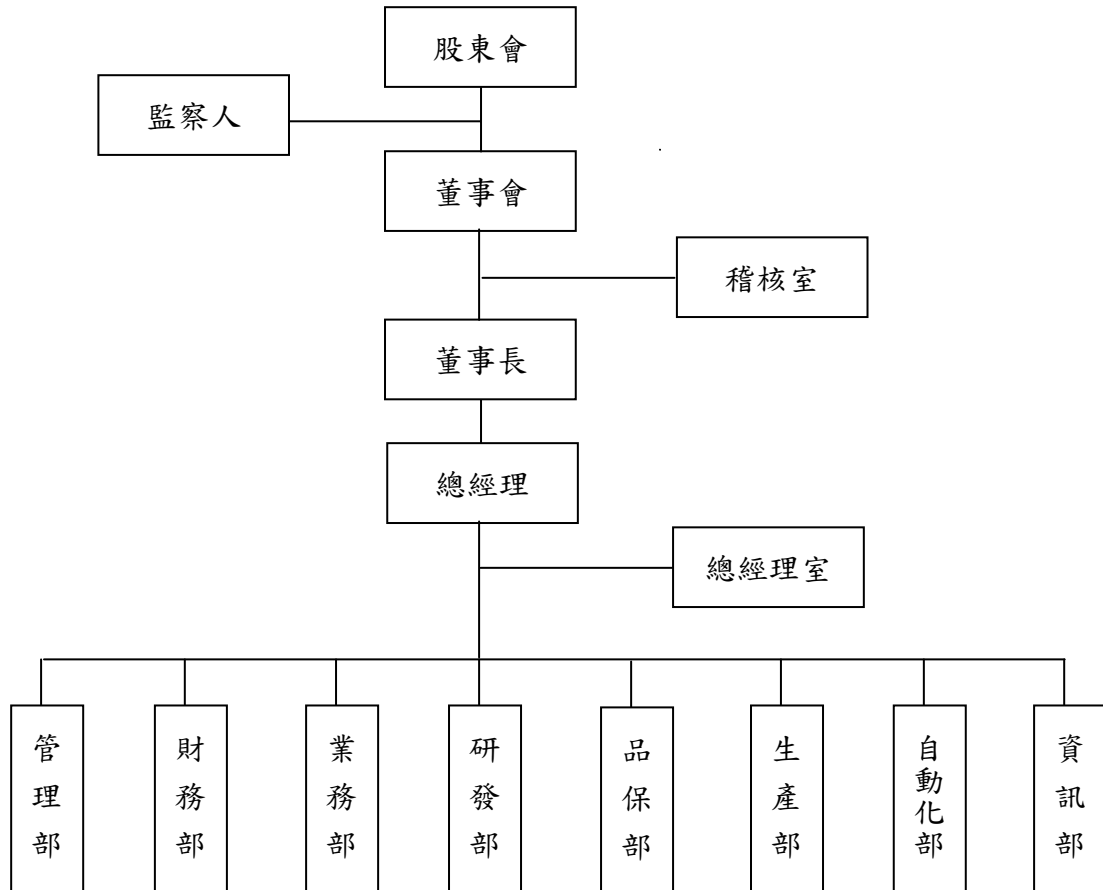 股東會
監察人
董事會
稽核室
董事長
總經理
總經理室
管理部
財務部
業務部
研發部
品保部
生產部
自動化部
資訊部